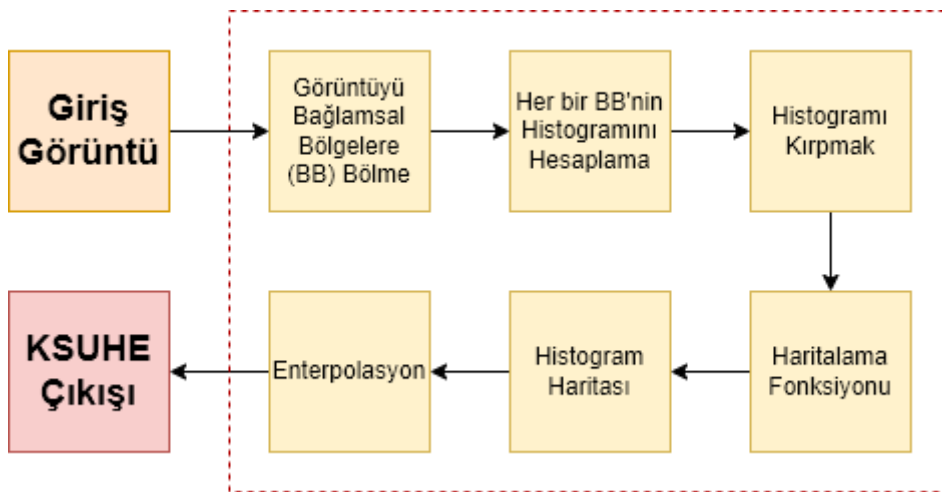 Giriş
Görüntü
Görüntüyü
Bağlamsal
Bölgelere
(BB) Bölme
Her bir BB'nin
Histogramını
Hesaplama
Histogramı
Kırpmak
Haritalama
Fonksiyonu
Histogram
Haritası
Enterpolasyon
KSUHE
Çıkışı